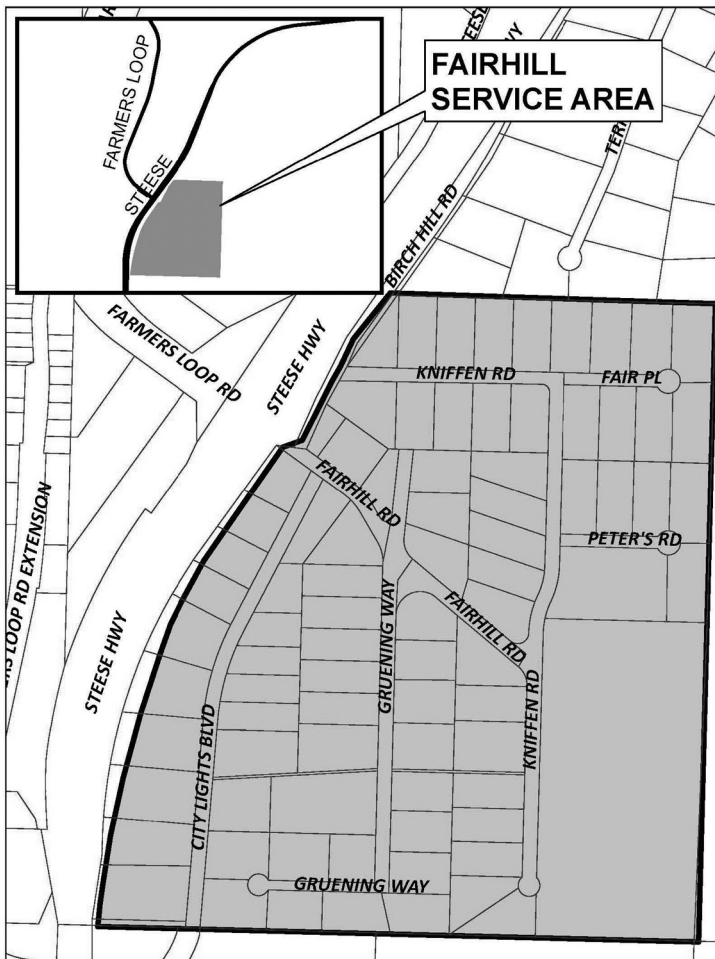 FARMERS LOOP
STEESE
FAIRHILL
SERVICE AREA
BIRCH HILL RD
FARMERS LOOP RD
STEESE HWY
KNIFFEN RD
FAIR PL
FAIRHILL RD
PETER'S RD
LOOP RD EXTENSION
STEESE HWY
GRUENING WAY
FAIRHILL RD
KNIFFEN RD
CITY LIGHTS BLVD
GRUENING WAY
STEESE